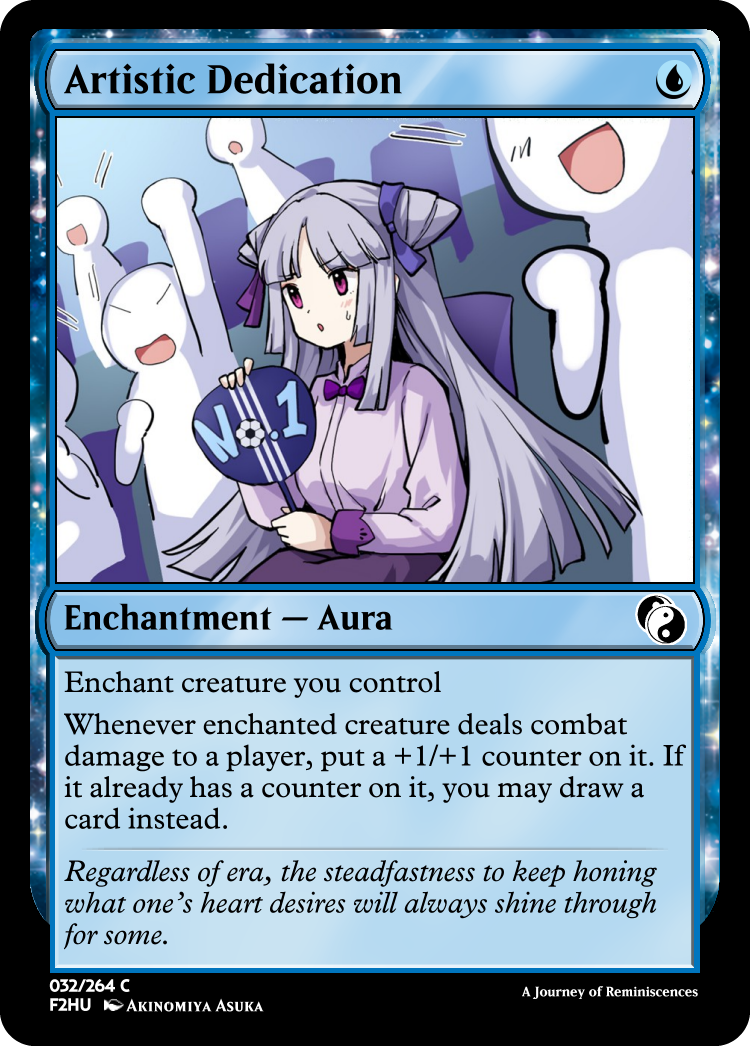 Artistic Dedication
No.1
Enchantment — Aura
Enchant creature you control
Whenever enchanted creature deals combat
damage to a player, put a +1/+1 counter on it. If
it already has a counter on it, you may draw a
card instead.
Regardless of era, the steadfastness to keep honing
what one's heart desires will always shine through
for some.
032/264 C
F2HU Akinomiya Asuka
A Journey of Reminiscences